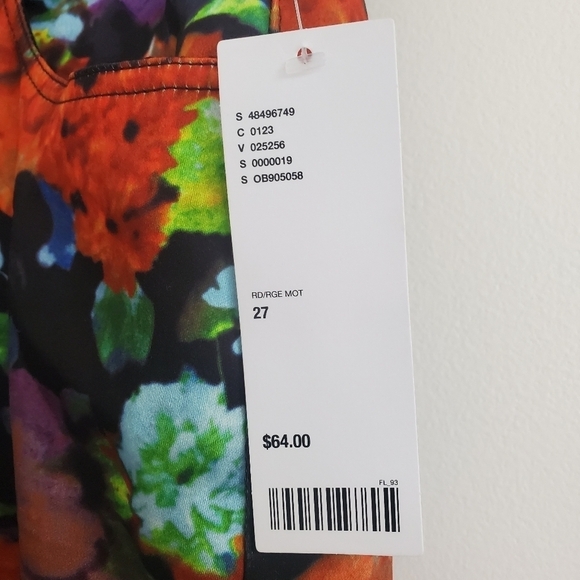 S 48496749
C 0123
V 025256
S 0000019
S OB905058
RD/RGE MOT
27
$64.00
FL_93